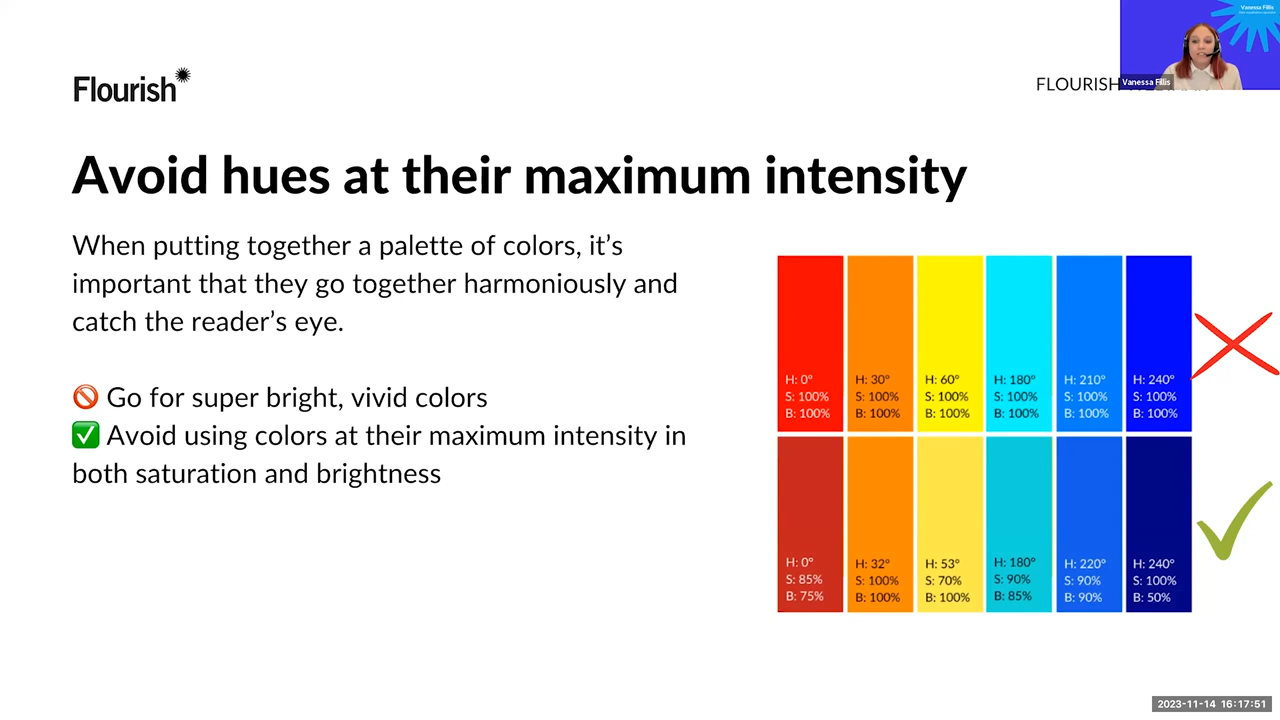 Vanessa Fillis
Flourish
FLOURISH
Vanessa Fillis
Avoid hues at their maximum intensity
When putting together a palette of colors, it’s
important that they go together harmoniously and
catch the reader’s eye.
🚫 Go for super bright, vivid colors
✅ Avoid using colors at their maximum intensity in
both saturation and brightness
H: 0° H: 30° H: 60° H: 180° H: 210° H: 240°
S: 100% S: 100% S: 100% S: 100% S: 100% S: 100%
B: 100% B: 100% B: 100% B: 100% B: 100% B: 100%
H: 0° H: 32° H: 53° H: 180° H: 220° H: 240°
S: 85% S: 100% S: 70% S: 90% S: 90% S: 100%
B: 75% B: 100% B: 100% B: 85% B: 90% B: 50%
2023-11-14 16:17:51